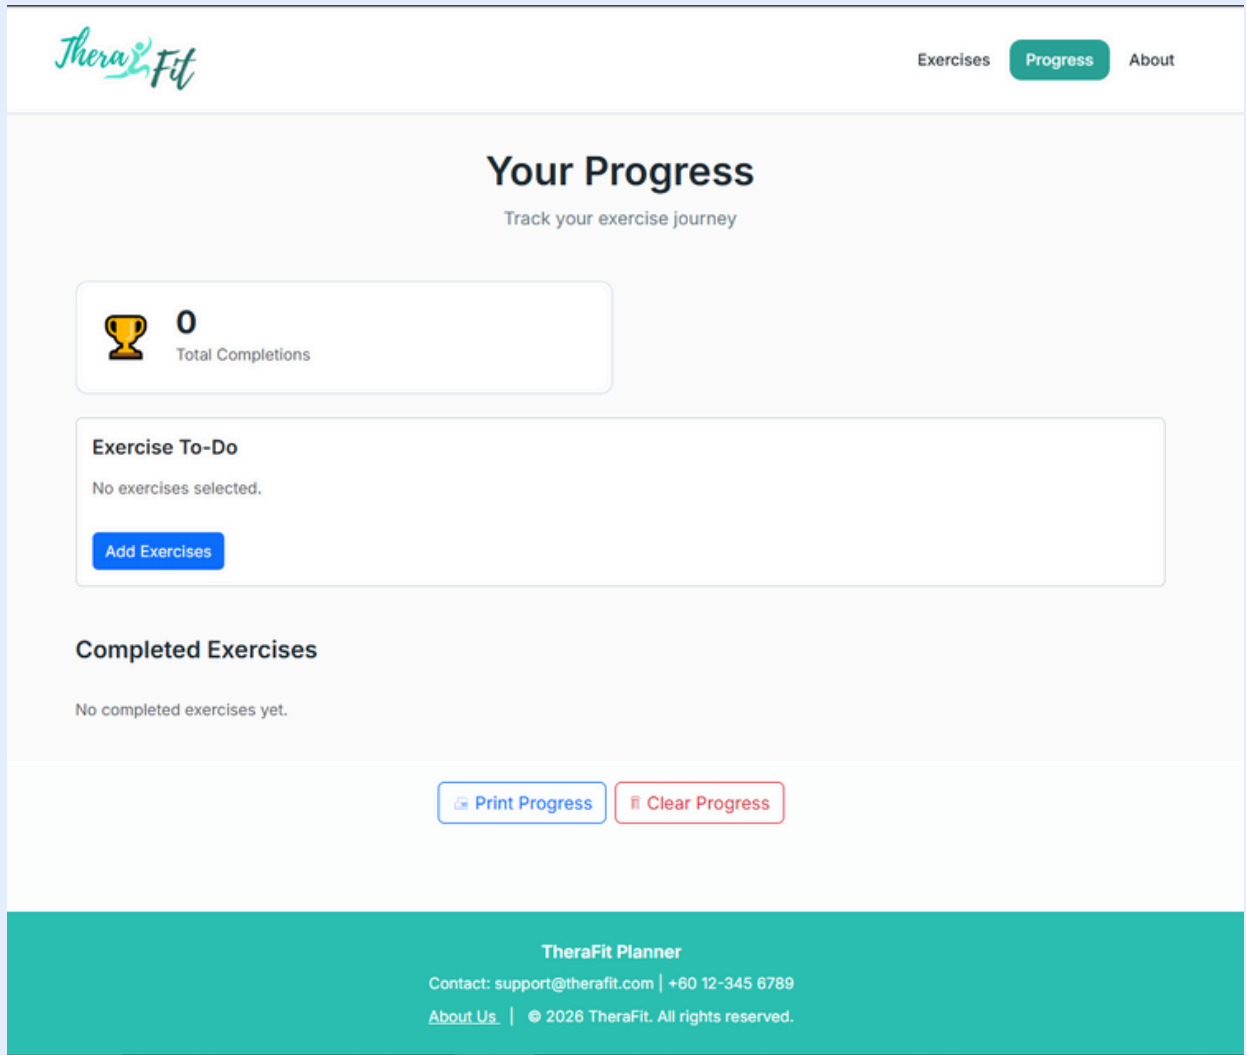 Thera Fit
Exercises Progress About
Your Progress
Track your exercise journey
0
Total Completions
Exercise To-Do
No exercises selected.
Add Exercises
Completed Exercises
No completed exercises yet.
Print Progress Clear Progress
TheraFit Planner
Contact: support@therafit.com | +60 12-345 6789
About Us | © 2026 TheraFit. All rights reserved.